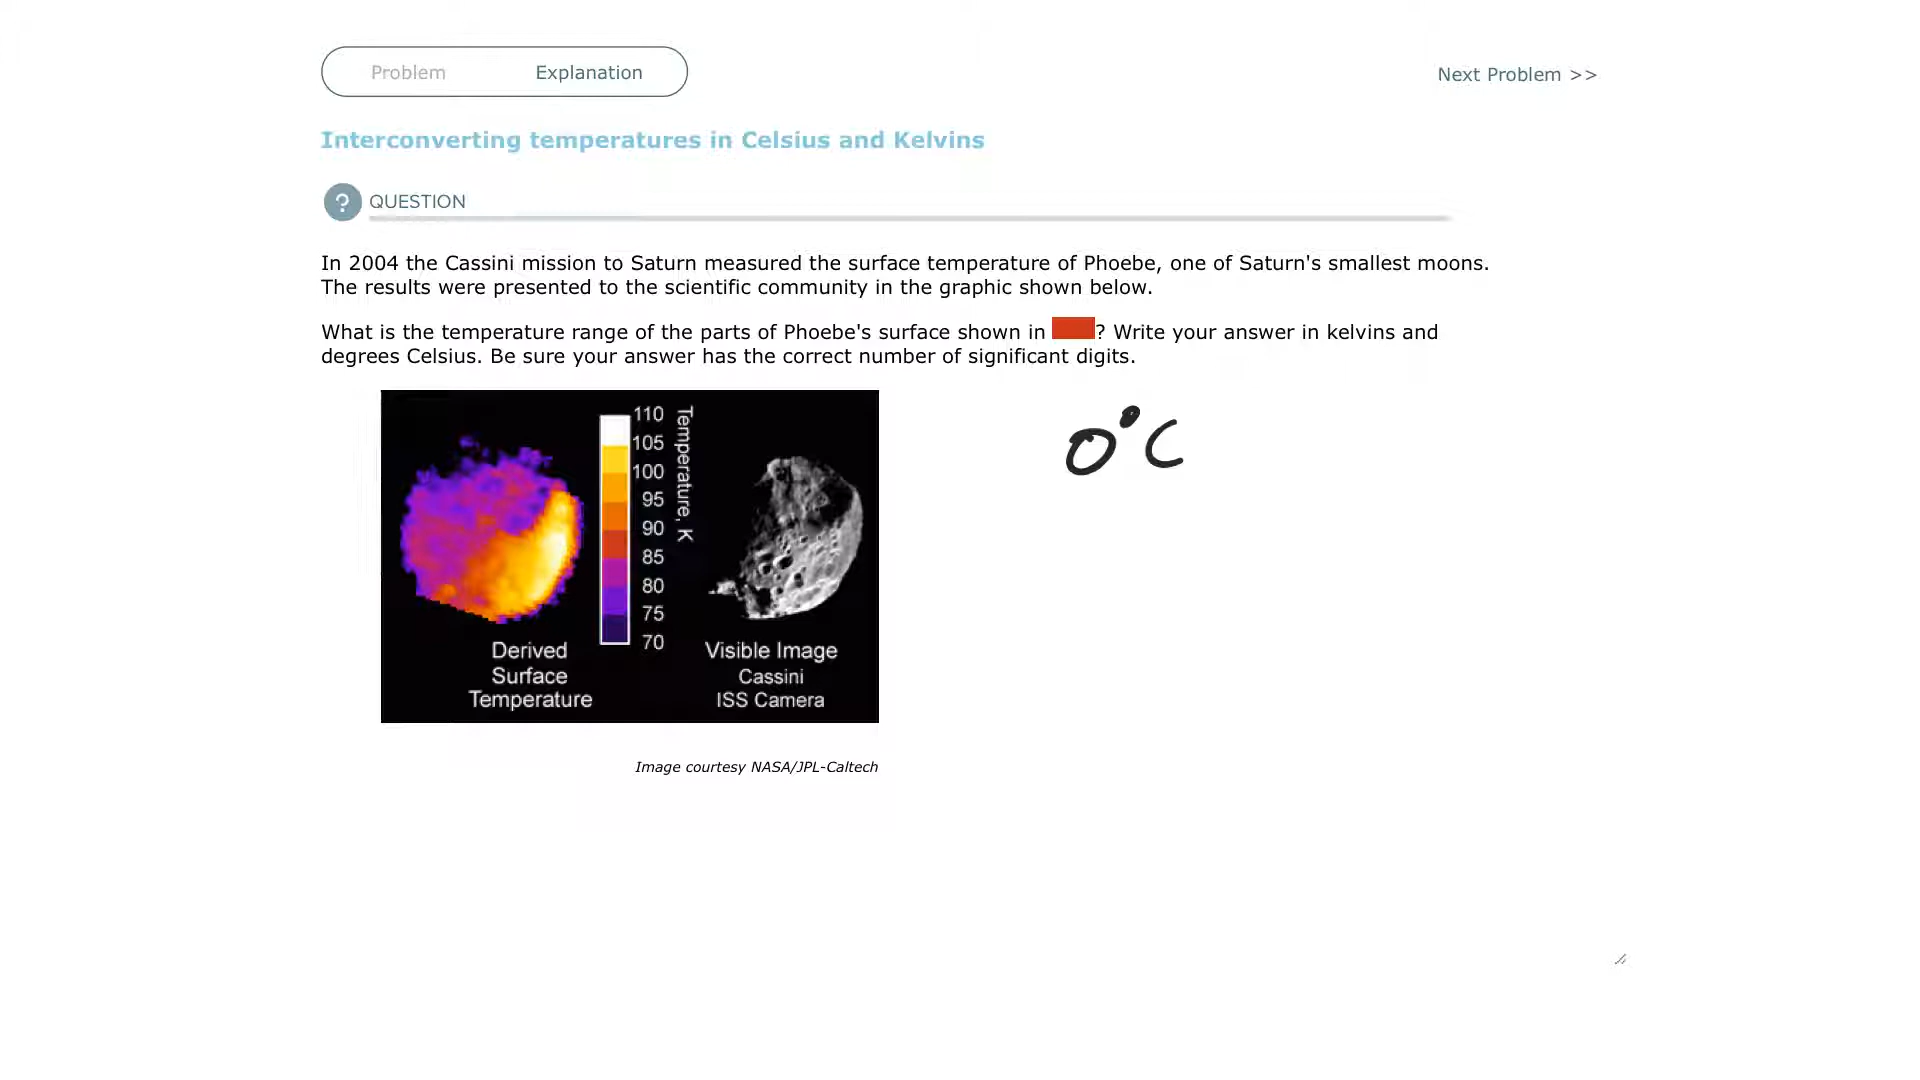 Problem Explanation
Next Problem >>
Interconverting temperatures in Celsius and Kelvins
? QUESTION
In 2004 the Cassini mission to Saturn measured the surface temperature of Phoebe, one of Saturn's smallest moons.
The results were presented to the scientific community in the graphic shown below.
What is the temperature range of the parts of Phoebe's surface shown in ? Write your answer in kelvins and
degrees Celsius. Be sure your answer has the correct number of significant digits.
110
105
100
95
90
85
80
75
70
Temperature, K
Derived
Surface
Temperature
Visible Image
Cassini
ISS Camera
0°C
Image courtesy NASA/JPL-Caltech